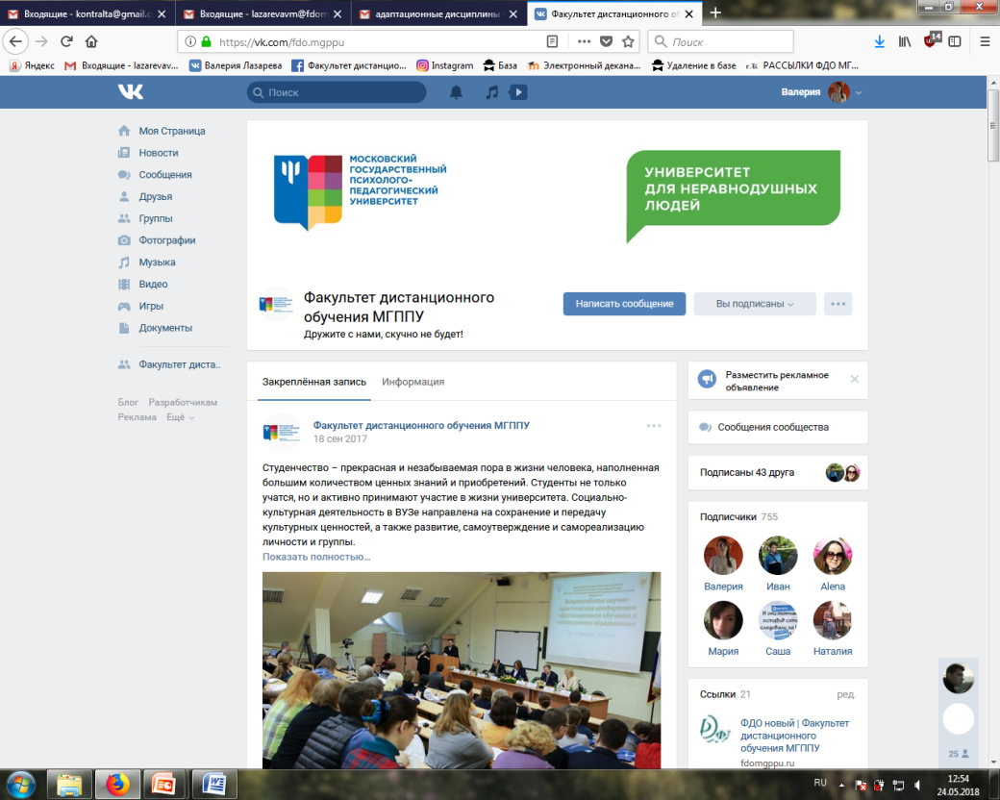 Входящие - kontralta@gmail.c
Входящие - lazarevavm@fdom
адаптационные дисциплины
Факультет дистанционного об
https://vk.com/fdo.mgppu
Поиск
14
Яндекс
Входящие - lazarevav...
Валерия Лазарева
Факультет дистанцио...
Instagram
База
Электронный декана...
Удаление в базе
РАССЫЛКИ ФДО МГ...
Поиск
Валерия
Моя Страница
Новости
Сообщения
Друзья
Группы
Фотографии
Музыка
Видео
Игры
Документы
Факультет диста..
Блог Разработчикам
Реклама Ещё
МОСКОВСКИЙ
ГОСУДАРСТВЕННЫЙ
ПСИХОЛОГО-
ПЕДАГОГИЧЕСКИЙ
УНИВЕРСИТЕТ
УНИВЕРСИТЕТ
ДЛЯ НЕРАВНОДУШНЫХ
ЛЮДЕЙ
Факультет дистанционного
обучения МГППУ
Дружите с нами, скучно не будет!
Написать сообщение
Вы подписаны
Закреплённая запись
Информация
Факультет дистанционного обучения МГППУ
18 сен 2017
Студенчество – прекрасная и незабываемая пора в жизни человека, наполненная
большим количеством ценных знаний и приобретений. Студенты не только
учатся, но и активно принимают участие в жизни университета. Социально-
культурная деятельность в ВУЗе направлена на сохранение и передачу
культурных ценностей, а также развитие, самоутверждение и самореализацию
личности и группы.
Показать полностью…
Всероссийская научно-
практическая конференция
Разместить рекламное
объявление
Сообщения сообщества
Подписаны 43 друга
Подписчики 755
Валерия
Иван
Alena
Мария
Саша
Наталия
Ссылки 21
ред.
ФДО новый | Факультет
дистанционного
обучения МГППУ
fdomgppu.ru
25
RU
12:54
24.05.2018